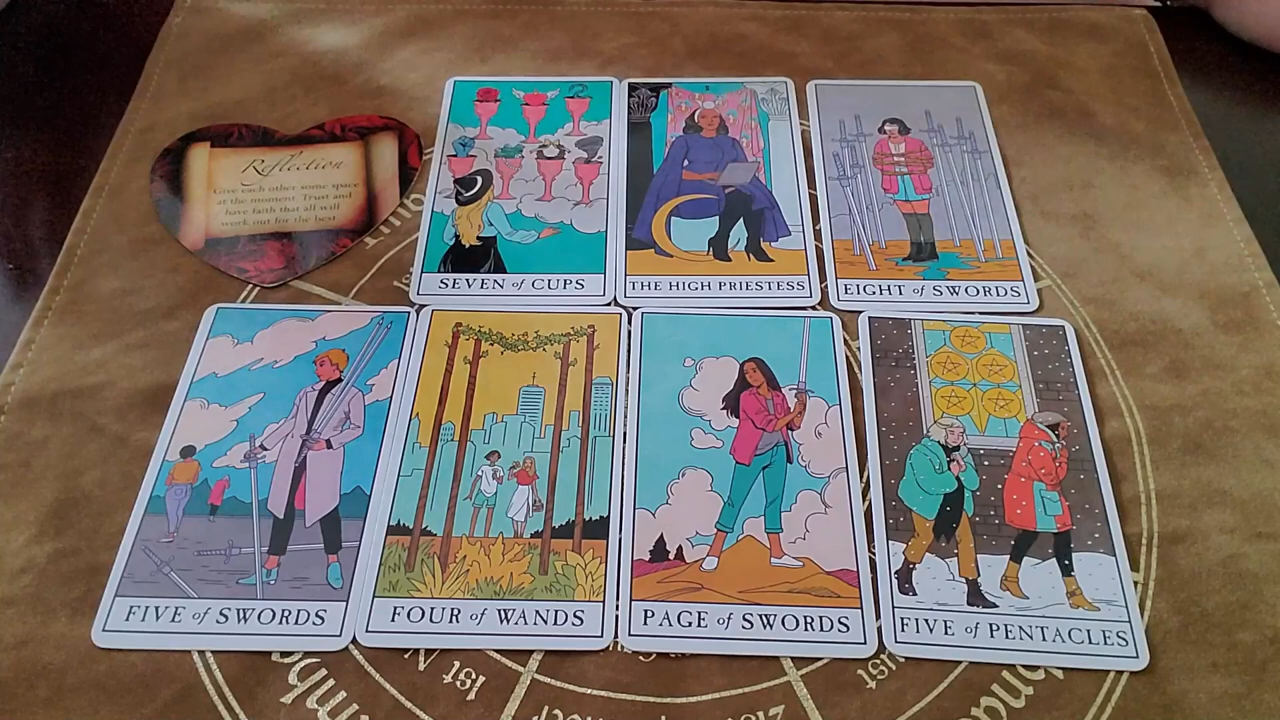 Reflection
Give each other some space
at the moment. Trust and
have faith that all will
work out for the best
SEVEN of CUPS
THE HIGH PRIESTESS
EIGHT of SWORDS
FIVE of SWORDS
FOUR of WANDS
PAGE of SWORDS
FIVE of PENTACLES
1st N
21st